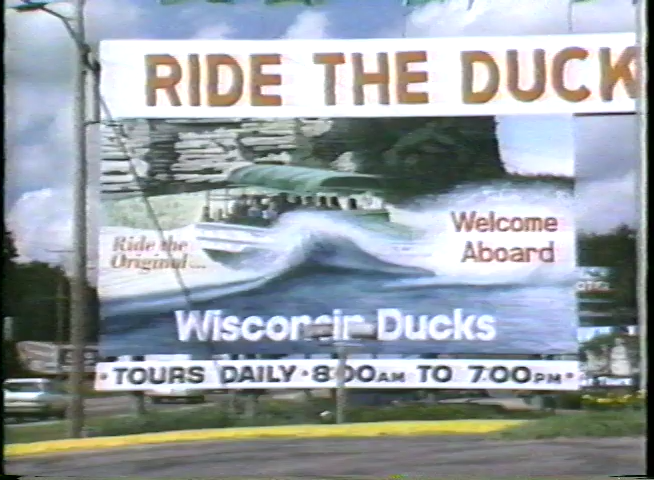 RIDE THE DUCK
Ride the
Original...
Welcome
Aboard
Wisconsin Ducks
• TOURS DAILY • 8:00AM TO 7:00PM •